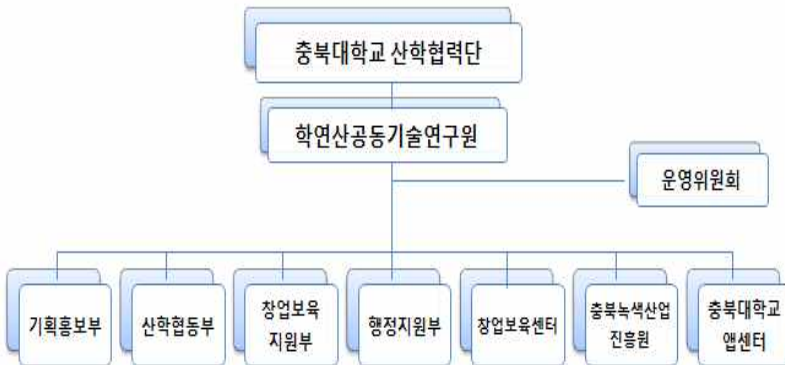 충북대학교 산학협력단
학연산공동기술연구원
운영위원회
기획홍보부
산학협동부
창업보육
지원부
행정지원부
창업보육센터
충북녹색산업
진흥원
충북대학교
앱센터